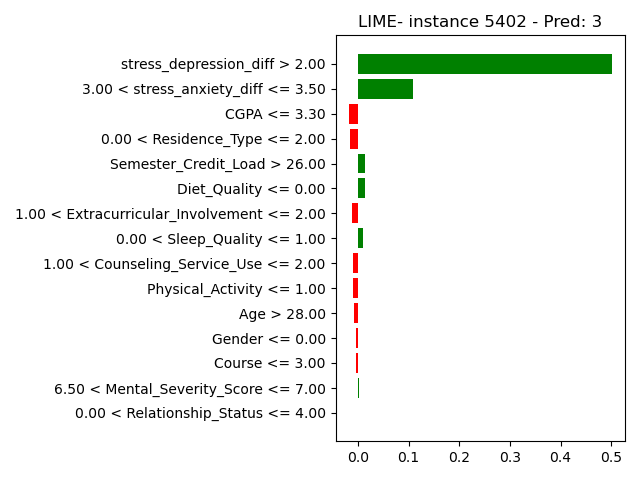 LIME- instance 5402 - Pred: 3
stress_depression_diff > 2.00
3.00 < stress_anxiety_diff <= 3.50
CGPA <= 3.30
0.00 < Residence_Type <= 2.00
Semester_Credit_Load > 26.00
Diet_Quality <= 0.00
1.00 < Extracurricular_Involvement <= 2.00
0.00 < Sleep_Quality <= 1.00
1.00 < Counseling_Service_Use <= 2.00
Physical_Activity <= 1.00
Age > 28.00
Gender <= 0.00
Course <= 3.00
6.50 < Mental_Severity_Score <= 7.00
0.00 < Relationship_Status <= 4.00
0.0 0.1 0.2 0.3 0.4 0.5